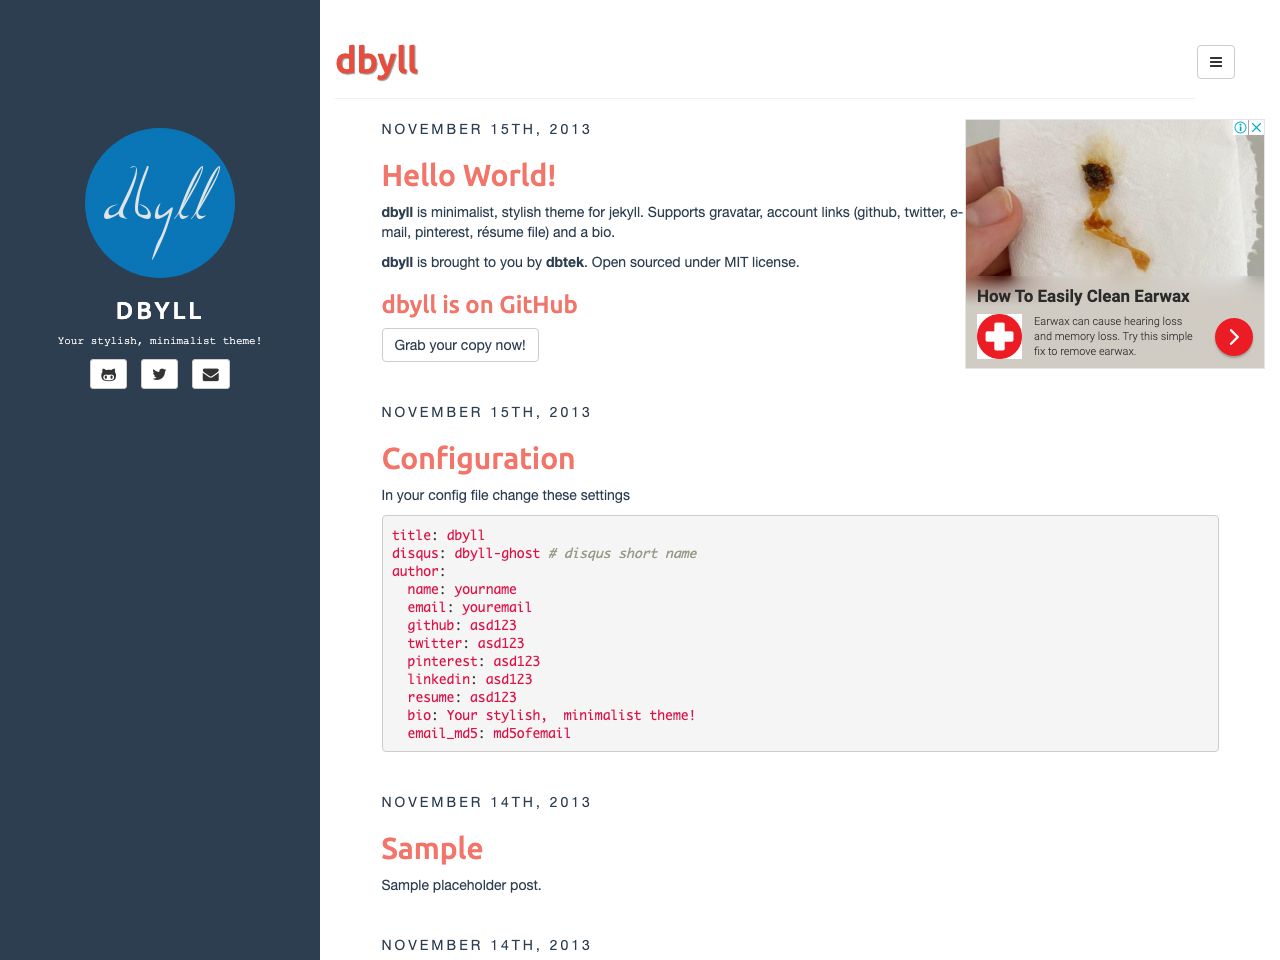 dbyll
DBYLL
Your stylish, minimalist theme!
dbyll
NOVEMBER 15TH, 2013
Hello World!
dbyll is minimalist, stylish theme for jekyll. Supports gravatar, account links (github, twitter, e-
mail, pinterest, résume file) and a bio.
dbyll is brought to you by dbtek. Open sourced under MIT license.
dbyll is on GitHub
Grab your copy now!
How To Easily Clean Earwax
Earwax can cause hearing loss
and memory loss. Try this simple
fix to remove earwax.
NOVEMBER 15TH, 2013
Configuration
In your config file change these settings
title: dbyll
disqus: dbyll-ghost # disqus short name
author:
  name: yourname
  email: youremail
  github: asd123
  twitter: asd123
  pinterest: asd123
  linkedin: asd123
  resume: asd123
  bio: Your stylish,  minimalist theme!
  email_md5: md5ofemail
NOVEMBER 14TH, 2013
Sample
Sample placeholder post.
NOVEMBER 14TH, 2013